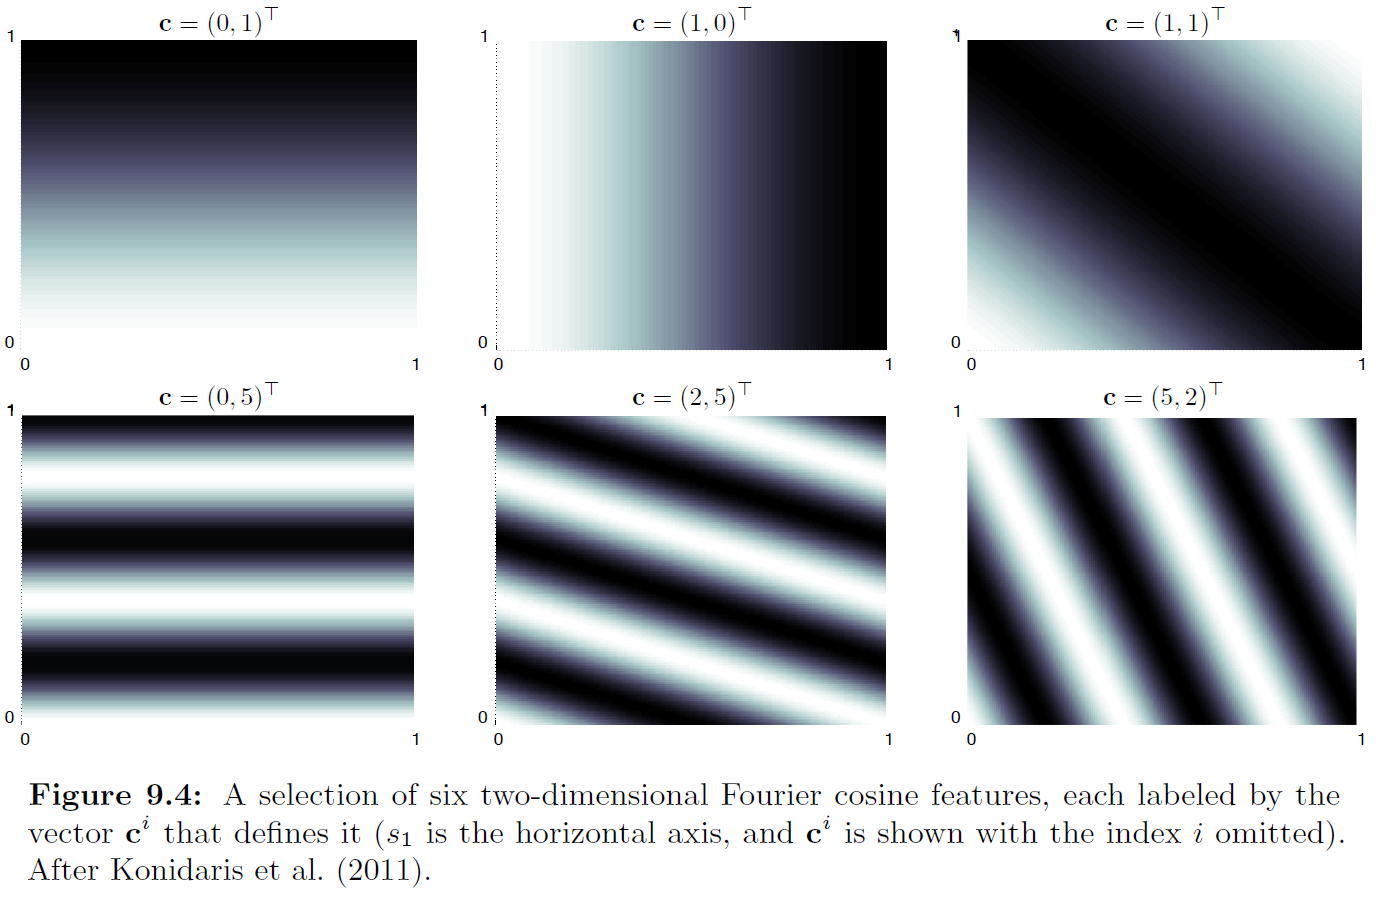 c = (0, 1)⊤ c = (1, 0)⊤ c = (1, 1)⊤
1 1 1
0 0 0
0 1 0 1 0 1
c = (0, 5)⊤ c = (2, 5)⊤ c = (5, 2)⊤
1 1 1
0 0 0
0 1 0 1 0 1
Figure 9.4: A selection of six two-dimensional Fourier cosine features, each labeled by the
vector cⁱ that defines it (s₁ is the horizontal axis, and cⁱ is shown with the index i omitted).
After Konidaris et al. (2011).